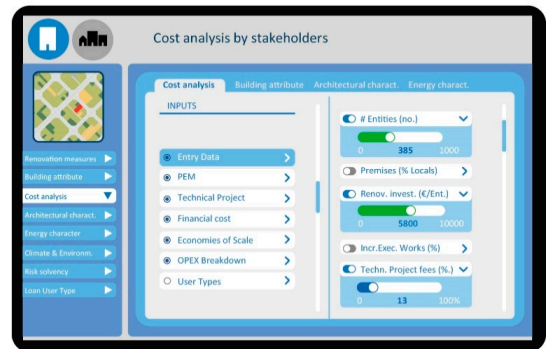 Cost analysis by stakeholders
Renovation measures
Building attribute
Cost analysis
Architectural charact.
Energy character
Climate & Environm.
Risk solvency
Loan User Type
Cost analysis Building attribute Architectural charact. Energy charact.
INPUTS
Entry Data
PEM
Technical Project
Financial cost
Economies of Scale
OPEX Breakdown
User Types
# Entities (no.)
0 385 1000
Premises (% Locals)
Renov. invest. (€/Ent.)
0 5800 10000
Incr.Exec. Works (%)
Techn. Project fees (%.)
0 13 100%